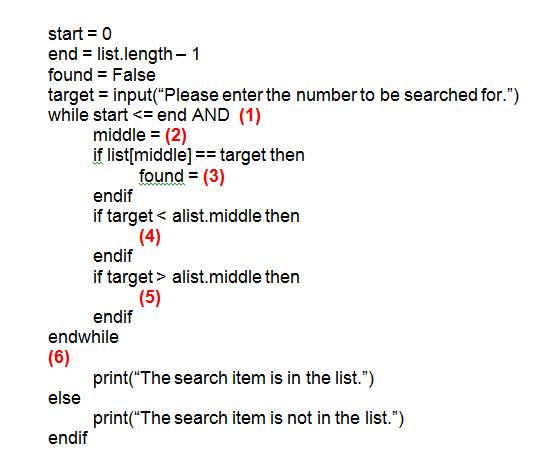 start = 0
end = list.length – 1
found = False
target = input(“Please enter the number to be searched for.”)
while start <= end AND (1)
middle = (2)
if list[middle] == target then
found = (3)
endif
if target < alist.middle then
(4)
endif
if target > alist.middle then
(5)
endif
endwhile
(6)
print(“The search item is in the list.”)
else
print(“The search item is not in the list.”)
endif